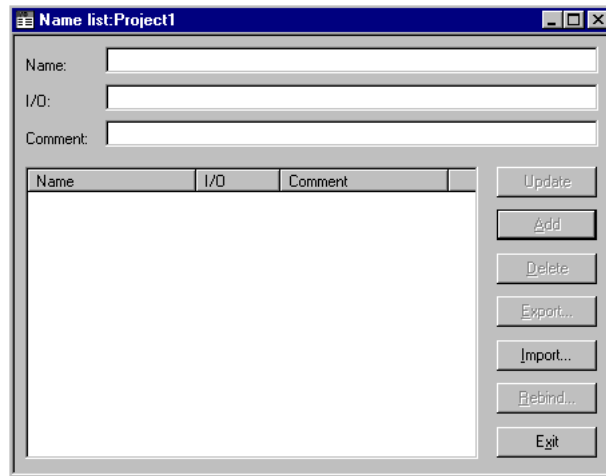 Name list:Project1
Name:
I/O:
Comment:
Name I/O Comment
Update
Add
Delete
Export...
Import...
Rebind...
Exit